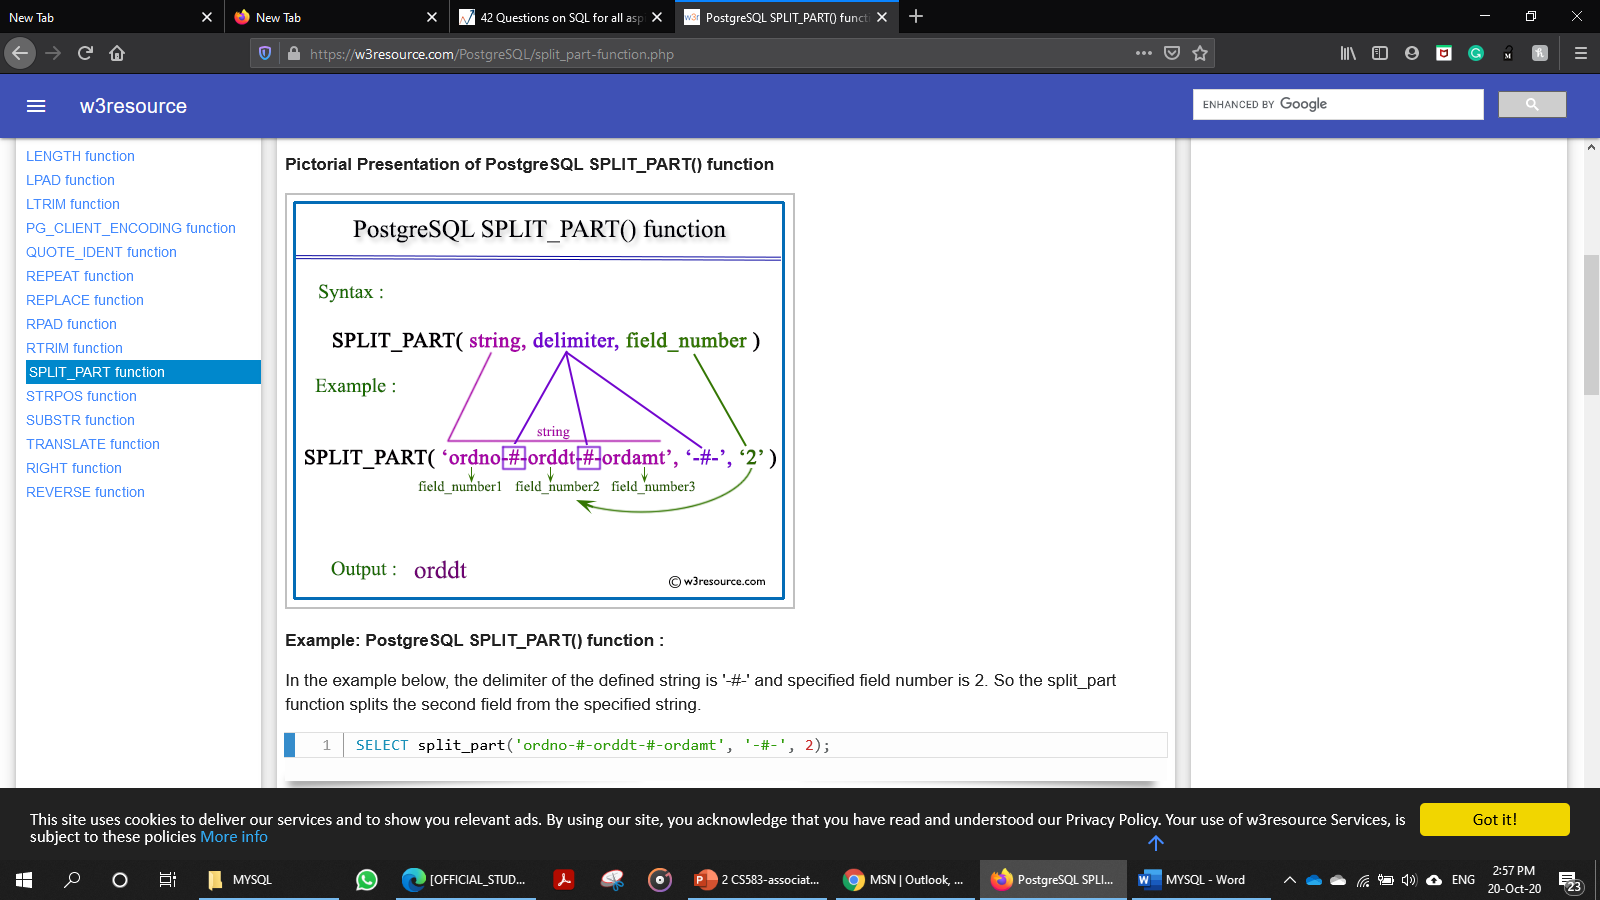 New Tab
New Tab
42 Questions on SQL for all asp
PostgreSQL SPLIT_PART() functi
https://w3resource.com/PostgreSQL/split_part-function.php
w3resource
ENHANCED BY Google
LENGTH function
LPAD function
LTRIM function
PG_CLIENT_ENCODING function
QUOTE_IDENT function
REPEAT function
REPLACE function
RPAD function
RTRIM function
SPLIT_PART function
STRPOS function
SUBSTR function
TRANSLATE function
RIGHT function
REVERSE function
Pictorial Presentation of PostgreSQL SPLIT_PART() function
PostgreSQL SPLIT_PART() function
Syntax :
SPLIT_PART( string, delimiter, field_number )
Example :
string
SPLIT_PART( ‘ordno-#-orddt-#-ordamt’, ‘-#-’, ‘2’ )
field_number1 field_number2 field_number3
Output : orddt
© w3resource.com
Example: PostgreSQL SPLIT_PART() function :
In the example below, the delimiter of the defined string is '-#-' and specified field number is 2. So the split_part
function splits the second field from the specified string.
1 SELECT split_part('ordno-#-orddt-#-ordamt', '-#-', 2);
This site uses cookies to deliver our services and to show you relevant ads. By using our site, you acknowledge that you have read and understood our Privacy Policy. Your use of w3resource Services, is
subject to these policies More info
Got it!
MYSQL
[OFFICIAL_STUD...
2 CS583-associat...
MSN | Outlook, ...
PostgreSQL SPLI...
MYSQL - Word
ENG
2:57 PM
20-Oct-20
23